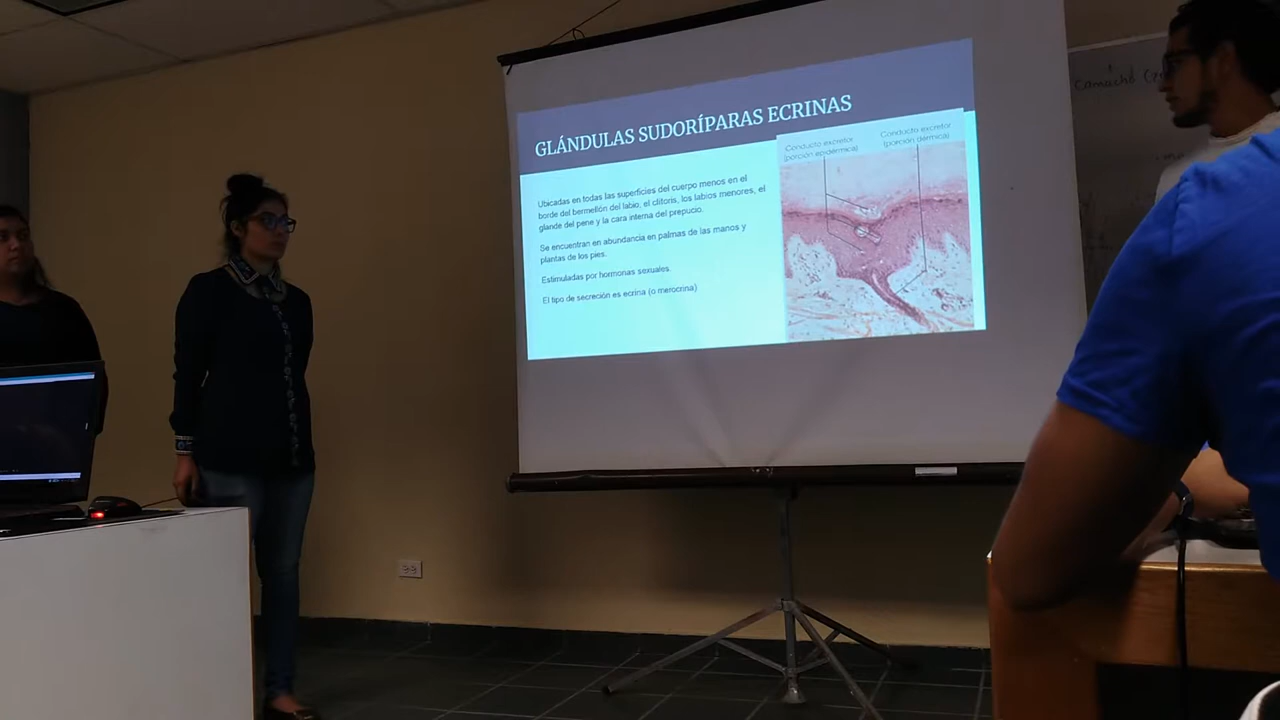 GLÁNDULAS SUDORÍPARAS ECRINAS
Conducto excretor
(porción epidérmica)
Conducto excretor
(porción dérmica)
Ubicadas en todas las superficies del cuerpo menos en el
borde del bermellón del labio, el clítoris, los labios menores, el
glande del pene y la cara interna del prepucio.
Se encuentran en abundancia en palmas de las manos y
plantas de los pies.
Estimuladas por hormonas sexuales.
El tipo de secreción es ecrina (o merocrina)
Camacho